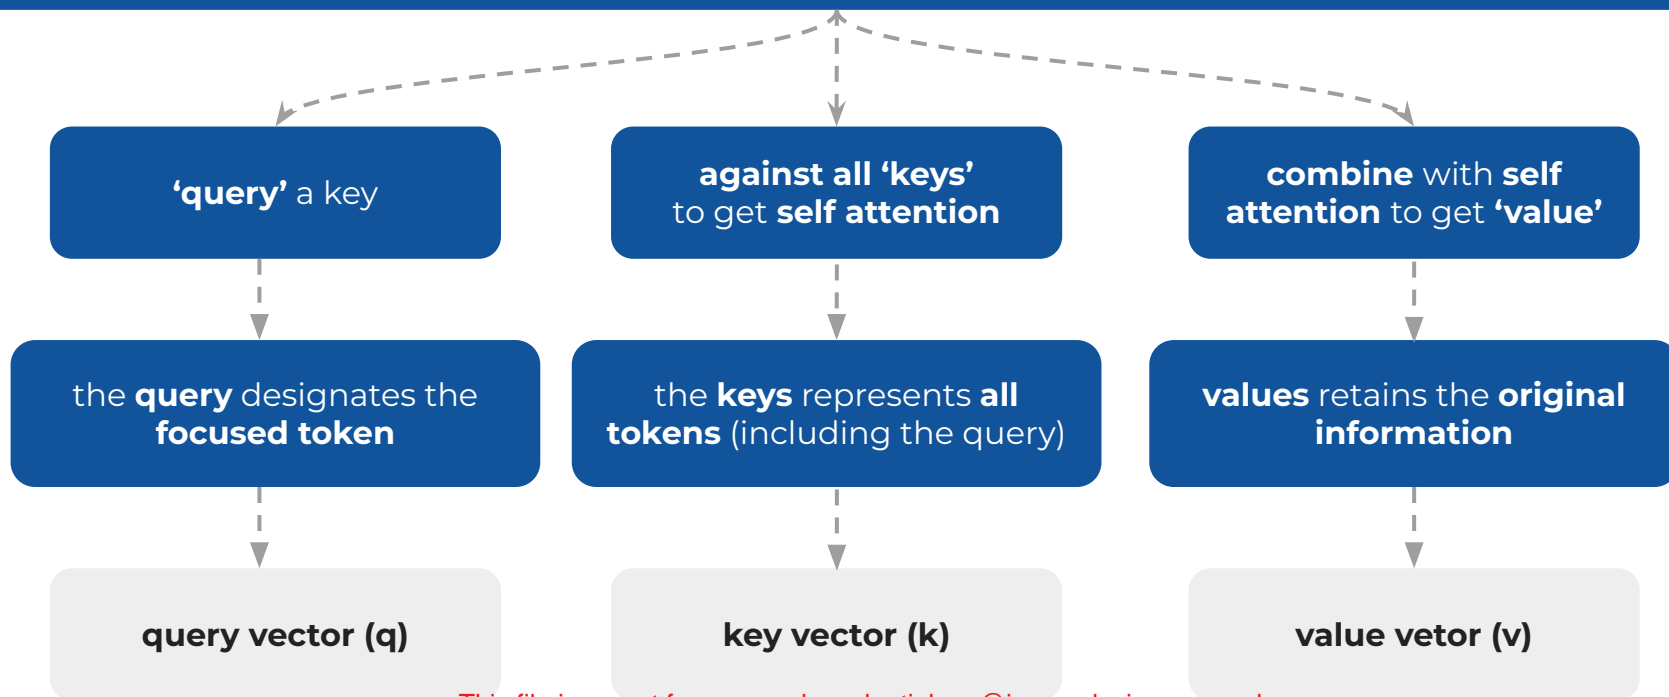 ‘query’ a key
against all ‘keys’
to get self attention
combine with self
attention to get ‘value’
the query designates the
focused token
the keys represents all
tokens (including the query)
values retains the original
information
query vector (q)
key vector (k)
value vetor (v)